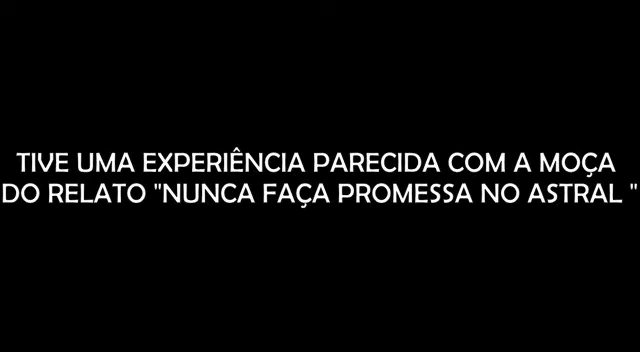 TIVE UMA EXPERIÊNCIA PARECIDA COM A MOÇA
DO RELATO "NUNCA FAÇA PROMESSA NO ASTRAL "